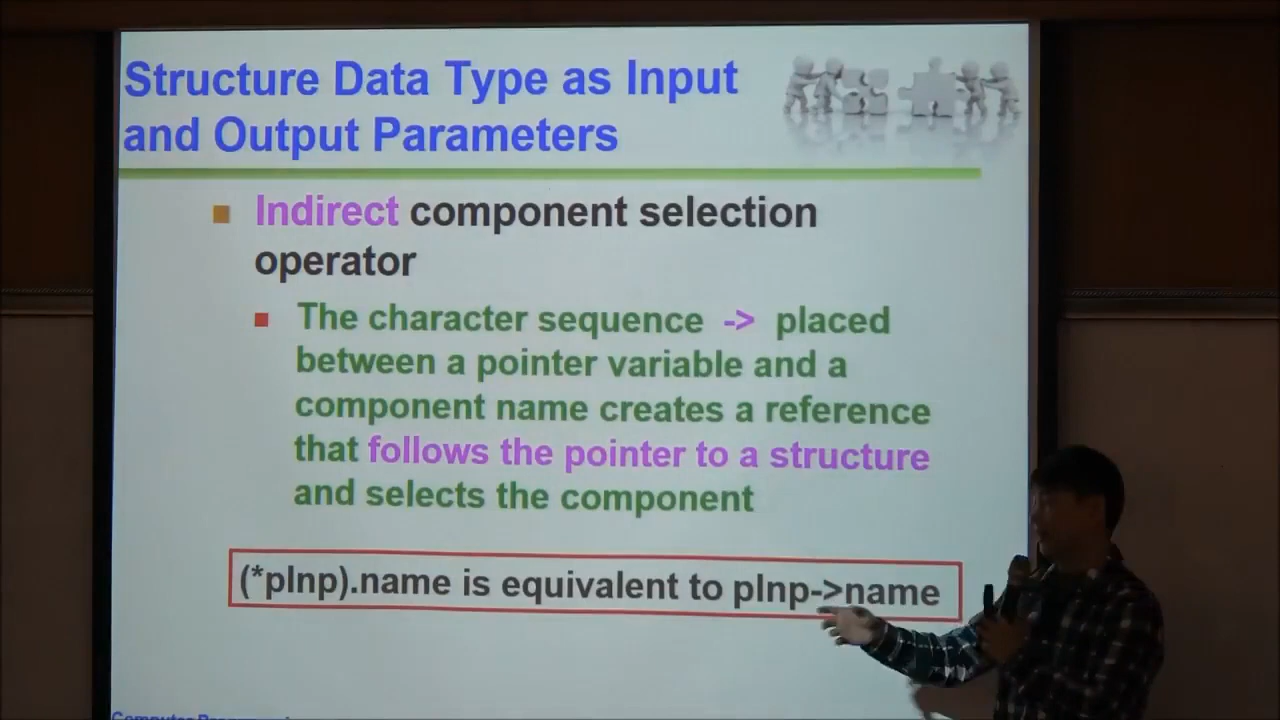 Structure Data Type as Input
and Output Parameters
Indirect component selection
operator
The character sequence -> placed
between a pointer variable and a
component name creates a reference
that follows the pointer to a structure
and selects the component
(*plnp).name is equivalent to plnp->name
Computer